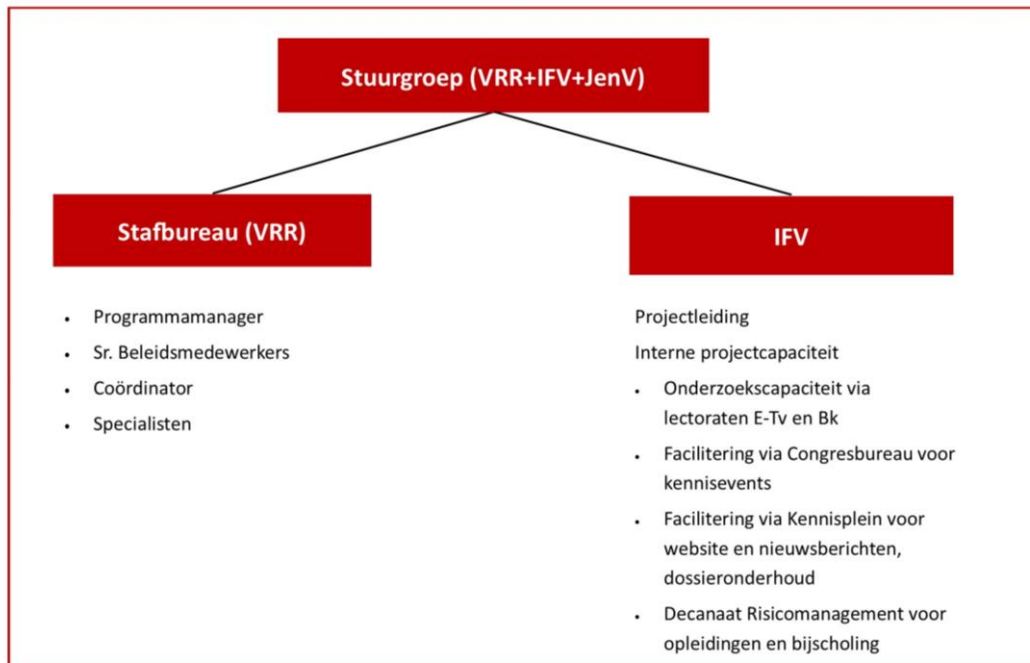 Stuurgroep (VRR+IFV+JenV)
Stafbureau (VRR)
• Programmamanager
• Sr. Beleidsmedewerkers
• Coördinator
• Specialisten
IFV
Projectleiding
Interne projectcapaciteit
• Onderzoekscapaciteit via
lectoraten E-Tv en Bk
• Facilitering via Congresbureau voor
kennisevents
• Facilitering via Kennisplein voor
website en nieuwsberichten,
dossieronderhoud
• Decanaat Risicomanagement voor
opleidingen en bijscholing